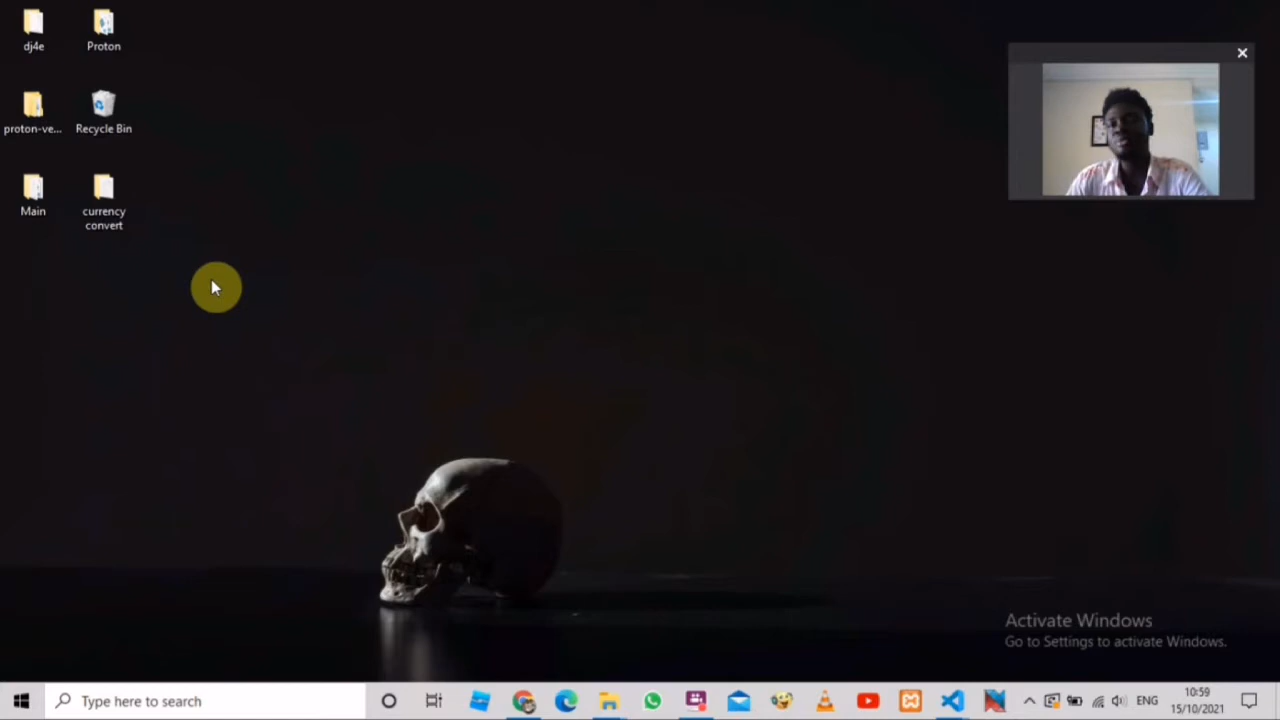 dj4e
Proton
proton-ve...
Recycle Bin
Main
currency
convert
Activate Windows
Go to Settings to activate Windows.
Type here to search
ENG
10:59
15/10/2021